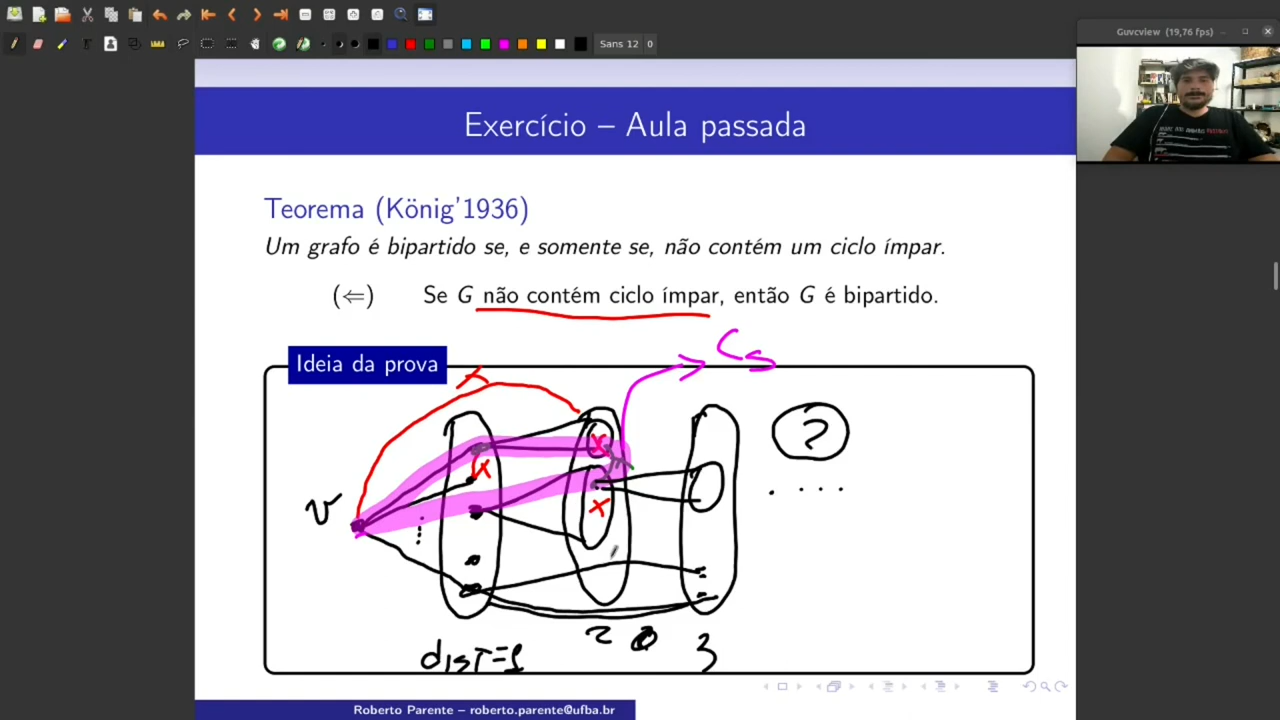 Sans 12 0
Guvcview (19,76 fps)
Exercício – Aula passada
Teorema (König'1936)
Um grafo é bipartido se, e somente se, não contém um ciclo ímpar.
(⇐) Se G não contém ciclo ímpar, então G é bipartido.
C5
Ideia da prova
x
?
x
x
v
x
. . . .
2
3
dist=1
Roberto Parente – roberto.parente@ufba.br